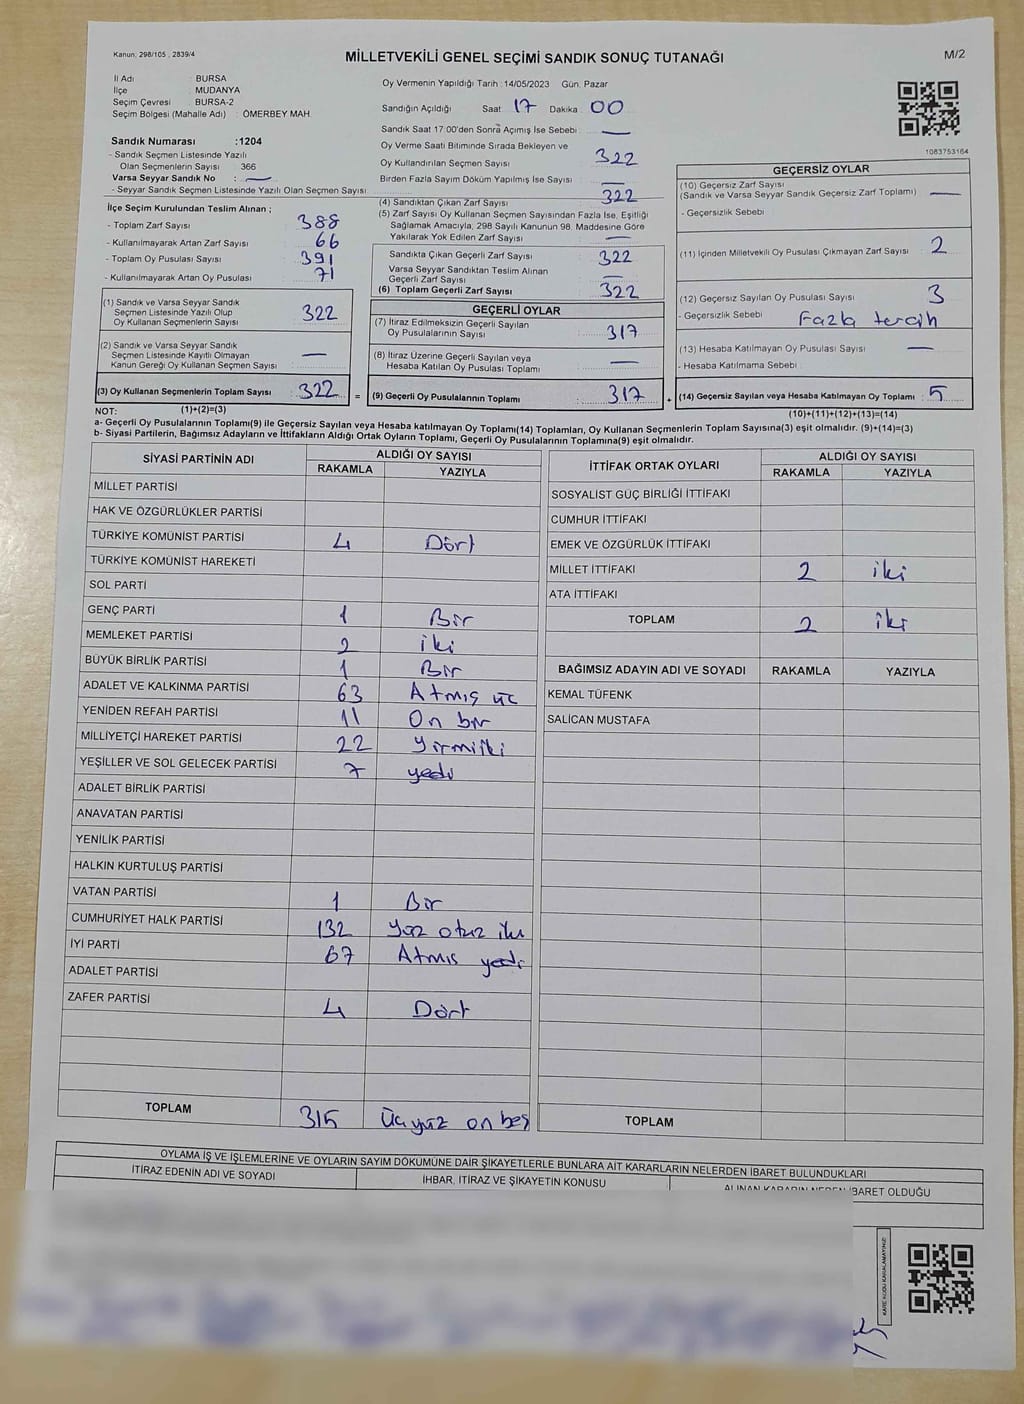 Kanun: 298/105 , 2839/4
MİLLETVEKİLİ GENEL SEÇİMİ SANDIK SONUÇ TUTANAĞI
M/2
İl Adı : BURSA
İlçe : MUDANYA
Seçim Çevresi : BURSA-2
Seçim Bölgesi (Mahalle Adı) : ÖMERBEY MAH.
Oy Vermenin Yapıldığı Tarih : 14/05/2023 Gün: Pazar
Sandığın Açıldığı Saat: 17 Dakika: 00
Sandık Saat 17:00'den Sonra Açımış İse Sebebi : —
Oy Verme Saati Bitiminde Sırada Bekleyen ve
Oy Kullandırılan Seçmen Sayısı : 322
Birden Fazla Sayım Döküm Yapılmış İse Sayısı : —
1083753164
Sandık Numarası :1204
- Sandık Seçmen Listesinde Yazılı
Olan Seçmenlerin Sayısı : 366
Varsa Seyyar Sandık No : —
- Seyyar Sandık Seçmen Listesinde Yazılı Olan Seçmen Sayısı :
İlçe Seçim Kurulundan Teslim Alınan ;
- Toplam Zarf Sayısı : 388
- Kullanılmayarak Artan Zarf Sayısı : 66
- Toplam Oy Pusulası Sayısı : 391
- Kullanılmayarak Artan Oy Pusulası : 71
(1) Sandık ve Varsa Seyyar Sandık
Seçmen Listesinde Yazılı Olup
Oy Kullanan Seçmenlerin Sayısı : 322
(2) Sandık ve Varsa Seyyar Sandık
Seçmen Listesinde Kayıtlı Olmayan
Kanun Gereği Oy Kullanan Seçmen Sayısı : —
(3) Oy Kullanan Seçmenlerin Toplam Sayısı : 322 =
(4) Sandıktan Çıkan Zarf Sayısı : 322
(5) Zarf Sayısı Oy Kullanan Seçmen Sayısından Fazla İse, Eşitliği
Sağlamak Amacıyla, 298 Sayılı Kanunun 98. Maddesine Göre
Yakılarak Yok Edilen Zarf Sayısı : —
Sandıkta Çıkan Geçerli Zarf Sayısı : 322
Varsa Seyyar Sandıktan Teslim Alınan
Geçerli Zarf Sayısı : —
(6) Toplam Geçerli Zarf Sayısı : 322
GEÇERLİ OYLAR
(7) İtiraz Edilmeksizin Geçerli Sayılan
Oy Pusulalarının Sayısı : 317
(8) İtiraz Üzerine Geçerli Sayılan veya
Hesaba Katılan Oy Pusulası Toplamı : —
(9) Geçerli Oy Pusulalarının Toplamı : 317 +
GEÇERSİZ OYLAR
(10) Geçersiz Zarf Sayısı : —
(Sandık ve Varsa Seyyar Sandık Geçersiz Zarf Toplamı)
- Geçersizlik Sebebi :
(11) İçinden Milletvekili Oy Pusulası Çıkmayan Zarf Sayısı : 2
(12) Geçersiz Sayılan Oy Pusulası Sayısı : 3
- Geçersizlik Sebebi : Fazla tercih
(13) Hesaba Katılmayan Oy Pusulası Sayısı : —
- Hesaba Katılmama Sebebi :
(14) Geçersiz Sayılan veya Hesaba Katılmayan Oy Toplamı : 5
NOT: (1)+(2)=(3)
(10)+(11)+(12)+(13)=(14)
a- Geçerli Oy Pusulalarının Toplamı(9) ile Geçersiz Sayılan veya Hesaba katılmayan Oy Toplamı(14) Toplamları, Oy Kullanan Seçmenlerin Toplam Sayısına(3) eşit olmalıdır. (9)+(14)=(3)
b- Siyasi Partilerin, Bağımsız Adayların ve İttifakların Aldığı Ortak Oyların Toplamı, Geçerli Oy Pusulalarının Toplamına(9) eşit olmalıdır.
SİYASİ PARTİNİN ADI ALDIĞI OY SAYISI
RAKAMLA YAZIYLA
MİLLET PARTİSİ
HAK VE ÖZGÜRLÜKLER PARTİSİ
TÜRKİYE KOMÜNİST PARTİSİ 4 Dört
TÜRKİYE KOMÜNİST HAREKETİ
SOL PARTİ
GENÇ PARTİ 1 Bir
MEMLEKET PARTİSİ 2 iki
BÜYÜK BİRLİK PARTİSİ 1 Bir
ADALET VE KALKINMA PARTİSİ 63 Atmış üç
YENİDEN REFAH PARTİSİ 11 On bir
MİLLİYETÇİ HAREKET PARTİSİ 22 Yirmiiki
YEŞİLLER VE SOL GELECEK PARTİSİ 7 yedi
ADALET BİRLİK PARTİSİ
ANAVATAN PARTİSİ
YENİLİK PARTİSİ
HALKIN KURTULUŞ PARTİSİ
VATAN PARTİSİ 1 Bir
CUMHURİYET HALK PARTİSİ 132 Yüz otuz iki
İYİ PARTİ 67 Atmış yedi
ADALET PARTİSİ
ZAFER PARTİSİ 4 Dört
TOPLAM 315 Üçyüz on beş
İTTİFAK ORTAK OYLARI ALDIĞI OY SAYISI
RAKAMLA YAZIYLA
SOSYALİST GÜÇ BİRLİĞİ İTTİFAKI
CUMHUR İTTİFAKI
EMEK VE ÖZGÜRLÜK İTTİFAKI
MİLLET İTTİFAKI 2 iki
ATA İTTİFAKI
TOPLAM 2 iki
BAĞIMSIZ ADAYIN ADI VE SOYADI RAKAMLA YAZIYLA
KEMAL TÜFENK
SALİCAN MUSTAFA
TOPLAM
OYLAMA İŞ VE İŞLEMLERİNE VE OYLARIN SAYIM DÖKÜMÜNE DAİR ŞİKAYETLERLE BUNLARA AİT KARARLARIN NELERDEN İBARET BULUNDUKLARI
İTİRAZ EDENİN ADI VE SOYADI İHBAR, İTİRAZ VE ŞİKAYETİN KONUSU ALINAN KARARIN NEDEN İBARET OLDUĞU
KARE KODU KARALAMAYINIZ!